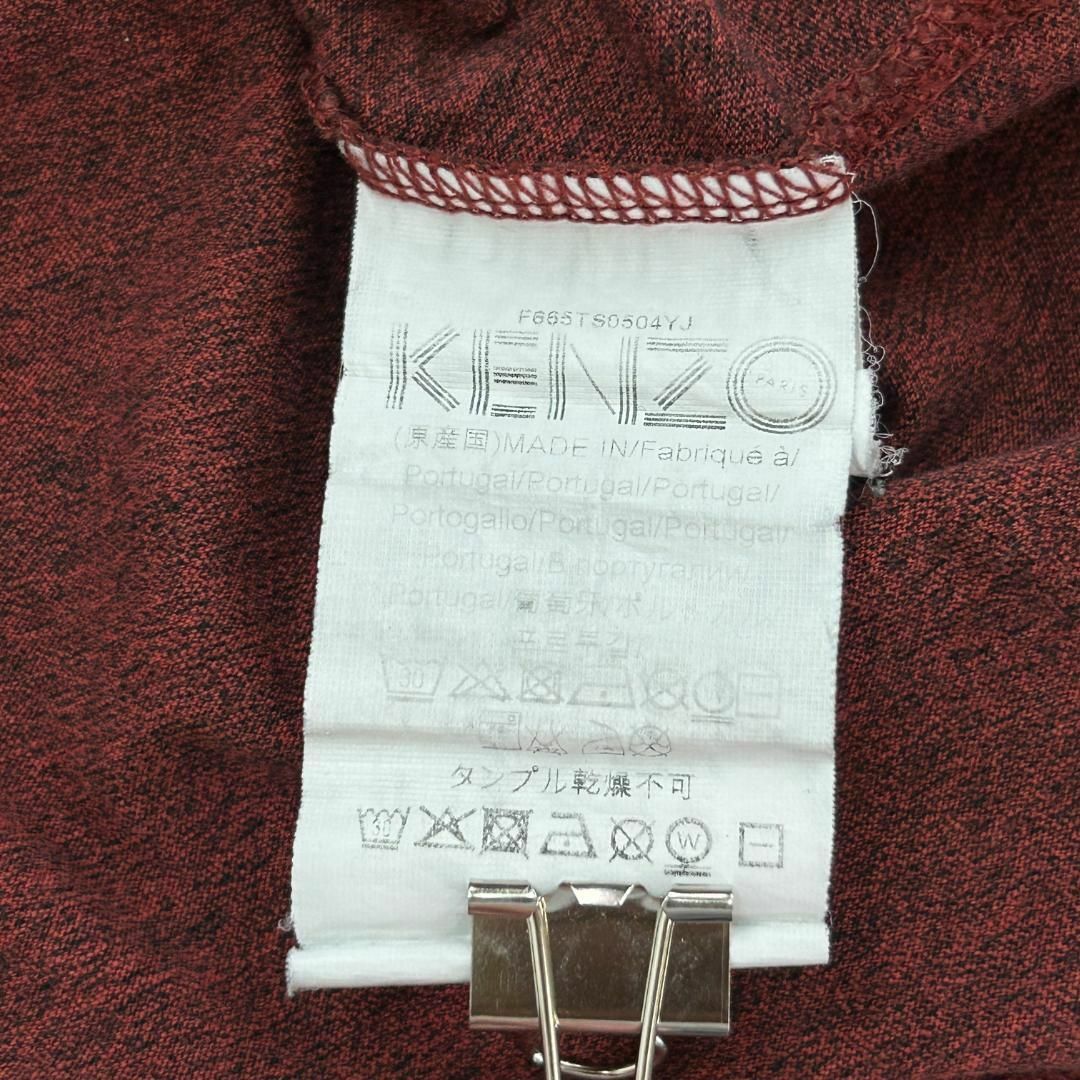 F665TS0504YJ
KENZO PARIS
(原産国)MADE IN/Fabriqué à/
Portugal/Portugal/Portugal/
Portogallo/Portugal/Portugal/
Portugal/В португалии/
Portugal/葡萄牙/ポルトガル/
포르투갈/
30
タンブル乾燥不可
30 W